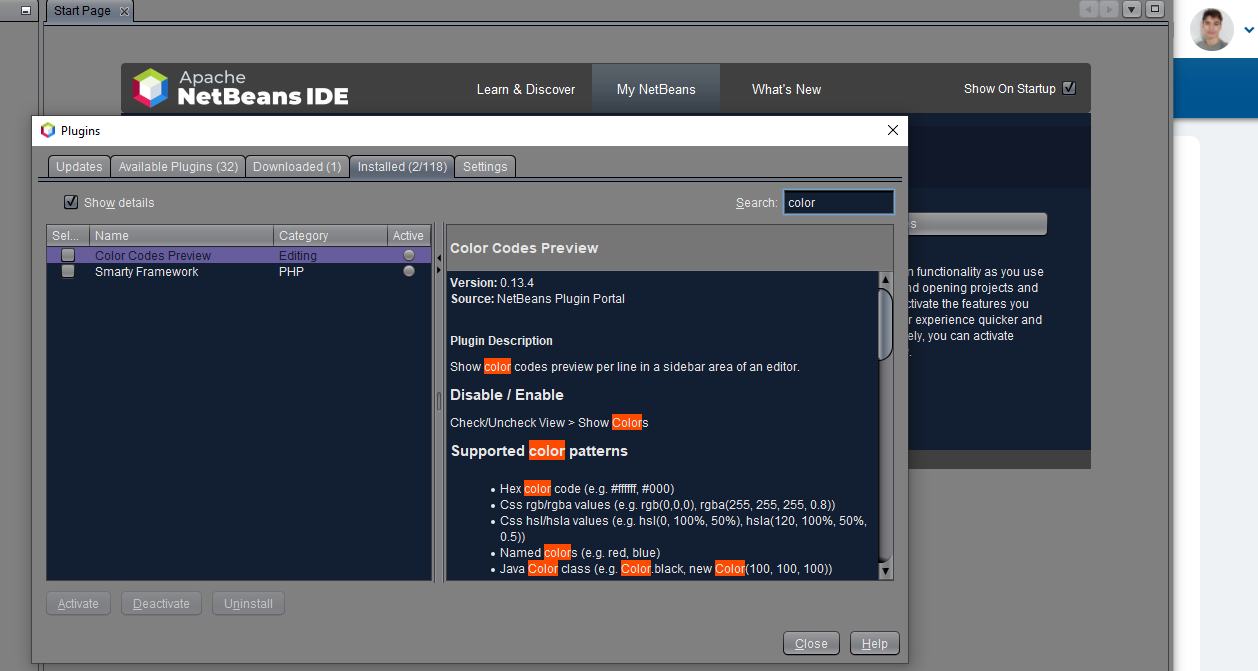 Start Page
Apache
NetBeans IDE
Learn & Discover
My NetBeans
What's New
Show On Startup
Plugins
Updates
Available Plugins (32)
Downloaded (1)
Installed (2/118)
Settings
Show details
Search: color
Sel... Name Category Active
Color Codes Preview Editing
Smarty Framework PHP
Color Codes Preview
Version: 0.13.4
Source: NetBeans Plugin Portal
Plugin Description
Show color codes preview per line in a sidebar area of an editor.
Disable / Enable
Check/Uncheck View > Show Colors
Supported color patterns
Hex color code (e.g. #ffffff, #000)
Css rgb/rgba values (e.g. rgb(0,0,0), rgba(255, 255, 255, 0.8))
Css hsl/hsla values (e.g. hsl(0, 100%, 50%), hsla(120, 100%, 50%,
0.5))
Named colors (e.g. red, blue)
Java Color class (e.g. Color.black, new Color(100, 100, 100))
functionality as you use
opening projects and
the features you
experience quicker and
you can activate
Activate
Deactivate
Uninstall
Close
Help